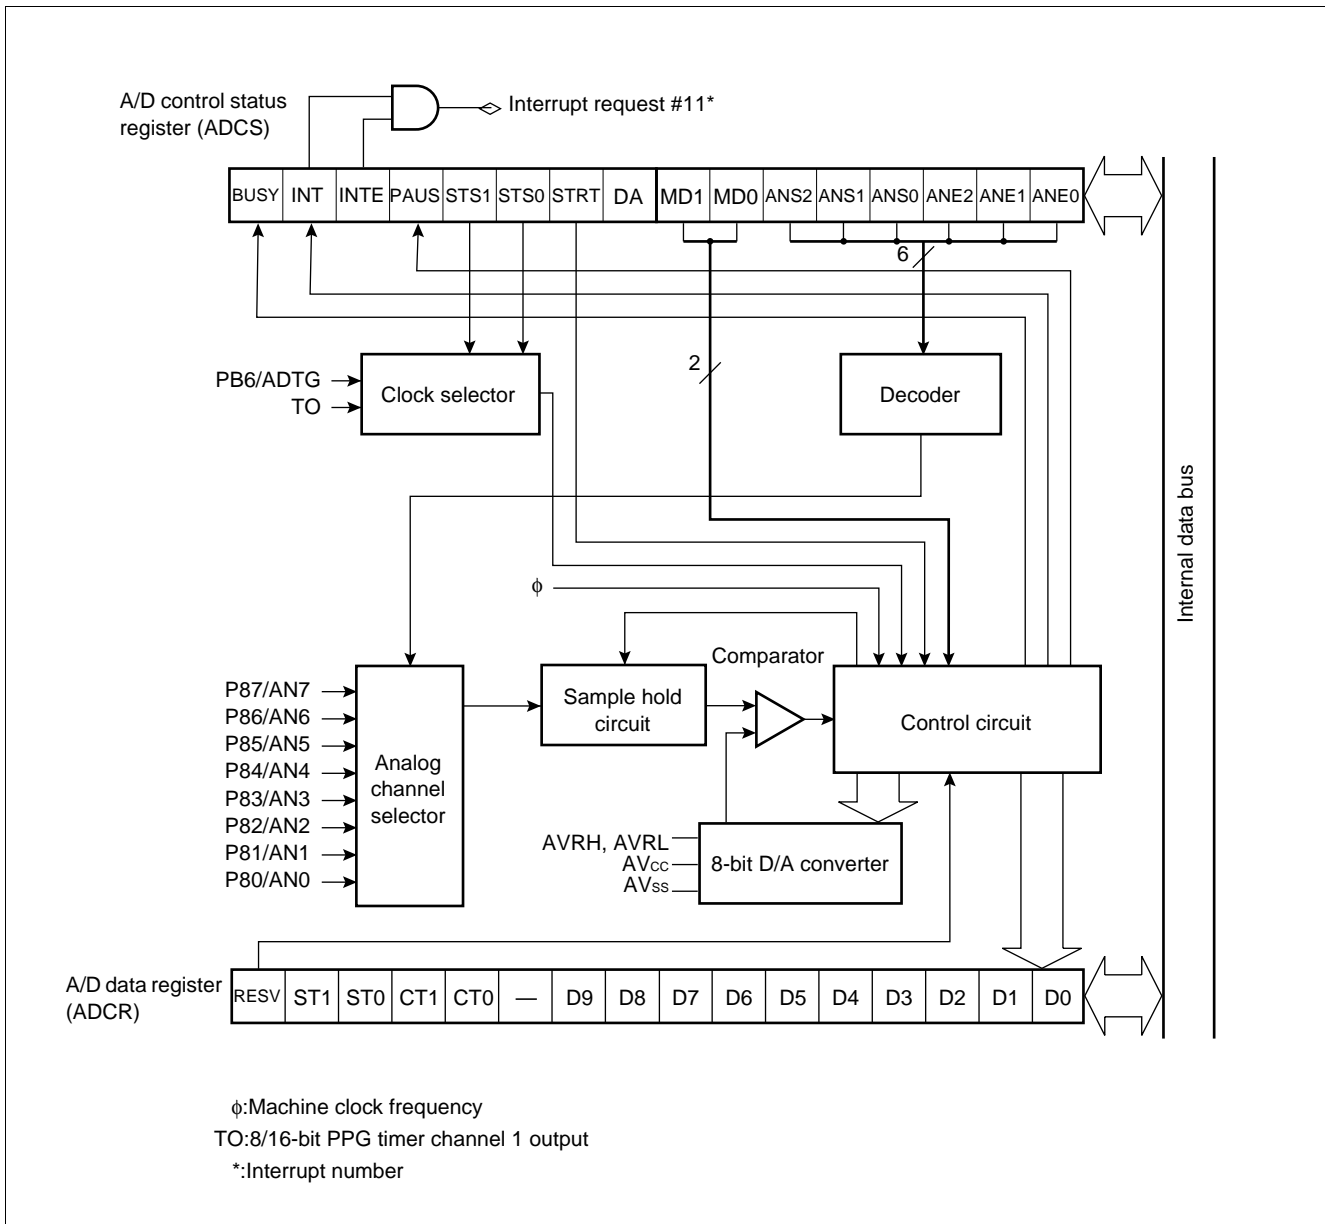 A/D control status
register (ADCS)
Interrupt request #11*
BUSY INT INTE PAUS STS1 STS0 STRT DA MD1 MD0 ANS2 ANS1 ANS0 ANE2 ANE1 ANE0
6
2
PB6/ADTG
TO
Clock selector
Decoder
Internal data bus
ϕ
Comparator
P87/AN7
P86/AN6
P85/AN5
P84/AN4
P83/AN3
P82/AN2
P81/AN1
P80/AN0
Analog
channel
selector
Sample hold
circuit
Control circuit
AVRH, AVRL
AVCC
AVSS
8-bit D/A converter
A/D data register
(ADCR)
RESV ST1 ST0 CT1 CT0 — D9 D8 D7 D6 D5 D4 D3 D2 D1 D0
ϕ:Machine clock frequency
TO:8/16-bit PPG timer channel 1 output
*:Interrupt number